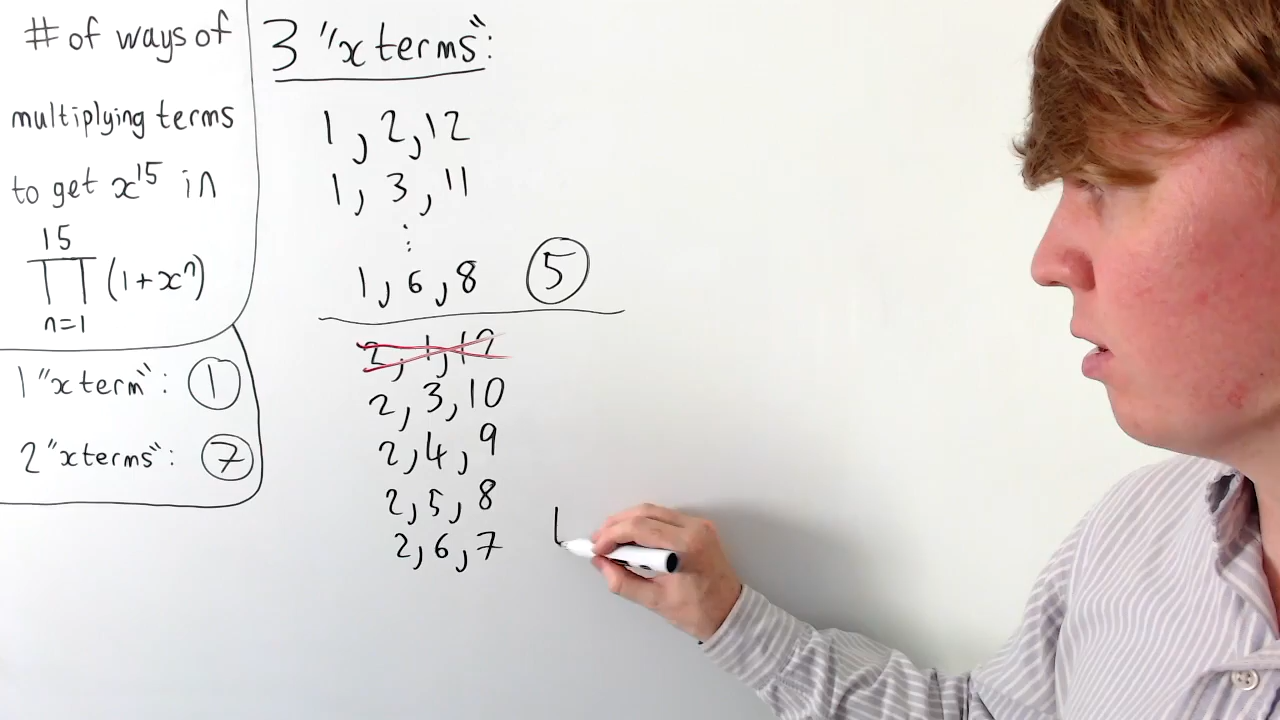 # of ways of
multiplying terms
to get x¹⁵ in
15
∏ (1+xⁿ)
n=1
1 "x term": 1
2 "x terms": 7
3 "x terms":
1, 2, 12
1, 3, 11
⋮
1, 6, 8 5
2, 1, 12
2, 3, 10
2, 4, 9
2, 5, 8
2, 6, 7